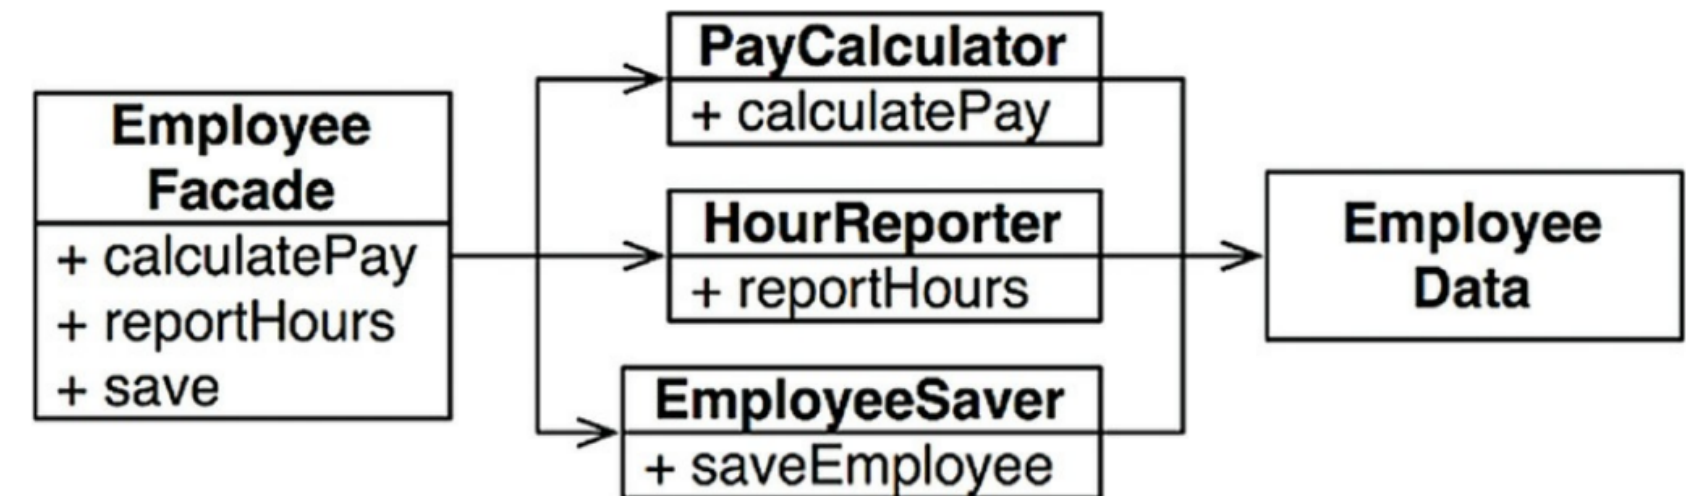 Employee
Facade
+ calculatePay
+ reportHours
+ save
PayCalculator
+ calculatePay
HourReporter
+ reportHours
EmployeeSaver
+ saveEmployee
Employee
Data